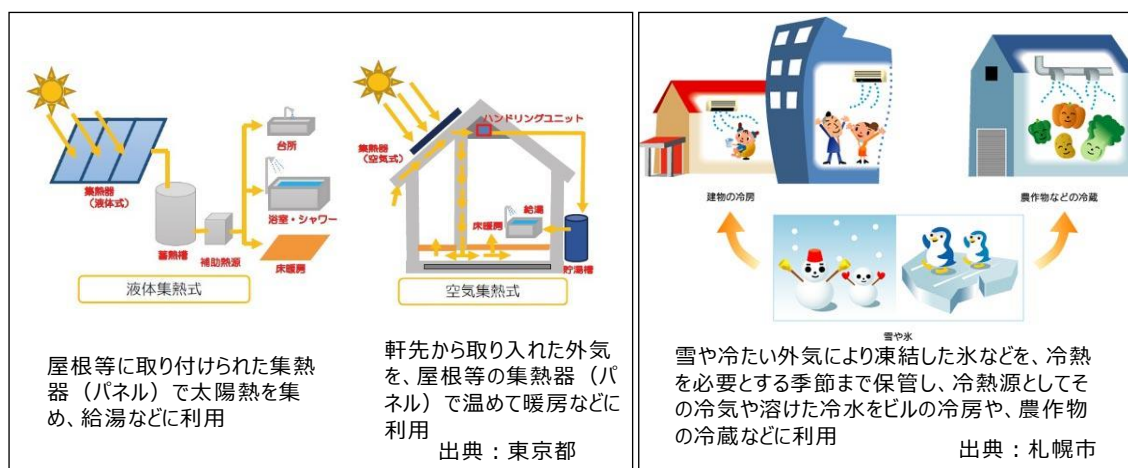 集熱器
（液体式）
蓄熱槽
補助熱源
台所
浴室・シャワー
床暖房
液体集熱式
屋根等に取り付けられた集熱
器（パネル）で太陽熱を集
め、給湯などに利用
集熱器
（空気式）
ハンドリングユニット
給湯
床暖房
貯湯槽
空気集熱式
軒先から取り入れた外気
を、屋根等の集熱器（パ
ネル）で温めて暖房などに
利用
出典：東京都
建物の冷房
農作物などの冷蔵
雪や氷
雪や冷たい外気により凍結した氷などを、冷熱
を必要とする季節まで保管し、冷熱源としてそ
の冷気や溶けた冷水をビルの冷房や、農作物
の冷蔵などに利用
出典：札幌市